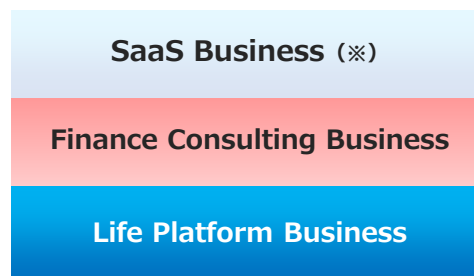 SaaS Business（※）
Finance Consulting Business
Life Platform Business